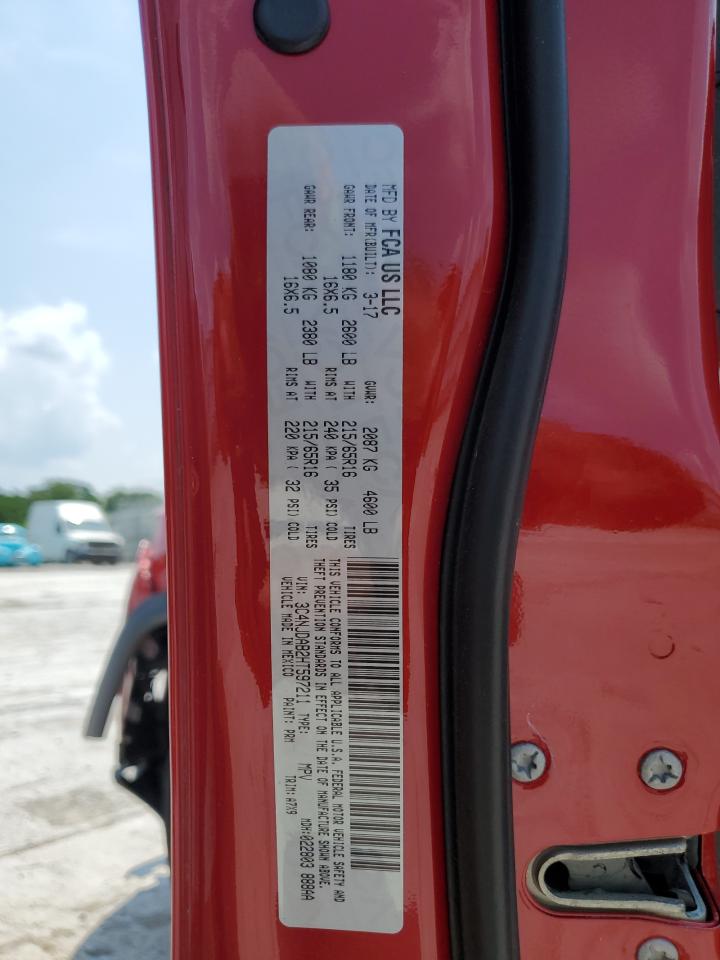 MFD BY FCA US LLC
DATE OF MFR(BUILT): 3-17 GVWR: 2087 KG 4600 LB
GAWR FRONT: 1180 KG 2600 LB WITH 215/65R16 TIRES
16X6.5 RIMS AT 240 KPA( 35 PSI) COLD
GAWR REAR: 1080 KG 2380 LB WITH 215/65R16 TIRES
16X6.5 RIMS AT 220 KPA( 32 PSI) COLD
THIS VEHICLE CONFORMS TO ALL APPLICABLE U.S.A. FEDERAL MOTOR VEHICLE SAFETY AND
THEFT PREVENTION STANDARDS IN EFFECT ON THE DATE OF MANUFACTURE SHOWN ABOVE.
VIN: 3C4NJDAB2HT597211 TYPE: MPV MDH:022803 888AA
VEHICLE MADE IN MEXICO PAINT: PRM TRIM:A7X9